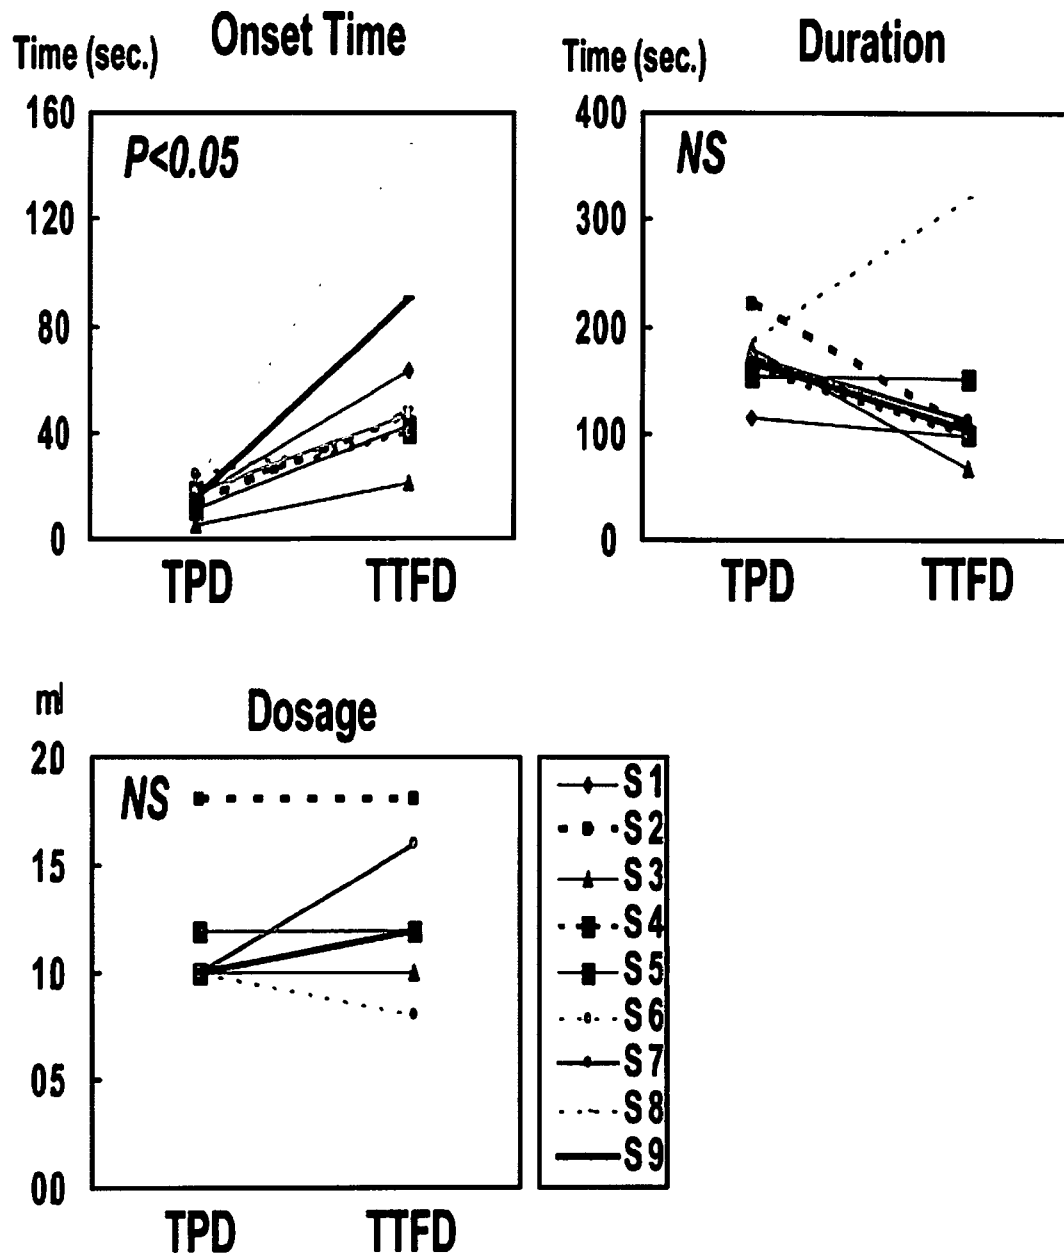 Onset Time
Time (sec.)
160
120
80
40
0
P<0.05
TPD TTFD
Duration
Time (sec.)
400
300
200
100
0
NS
TPD TTFD
Dosage
ml
20
15
10
05
00
NS
TPD TTFD
S1
S2
S3
S4
S5
S6
S7
S8
S9